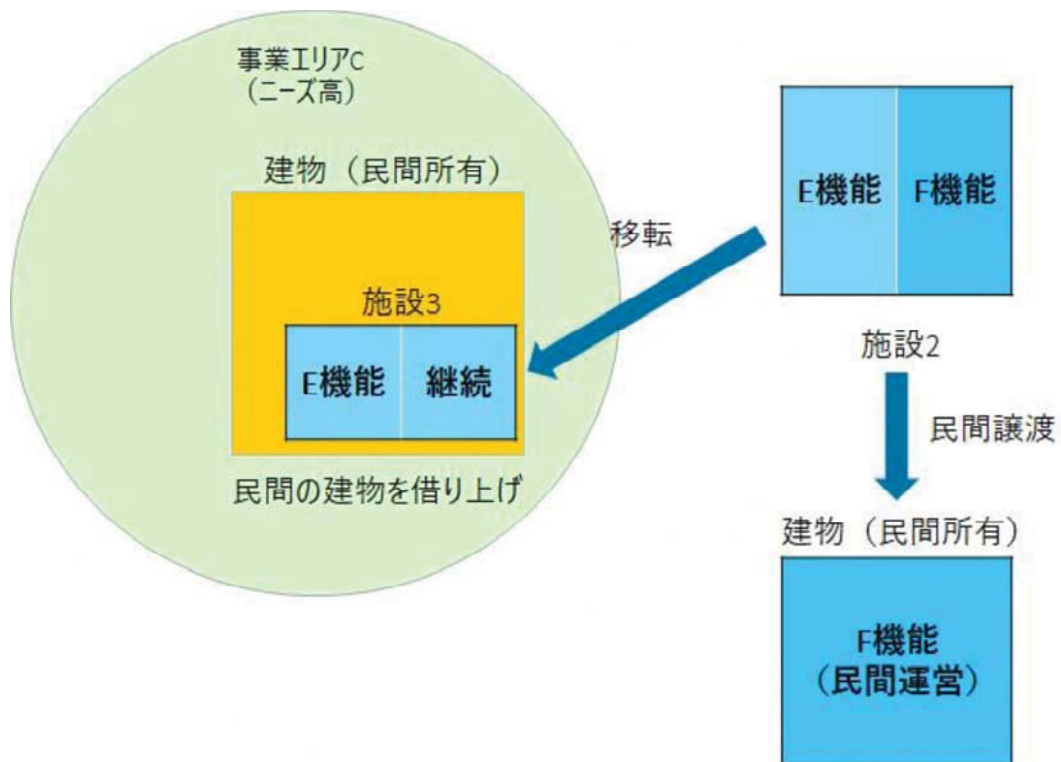 事業エリアC
（ニーズ高）
建物（民間所有）
施設3
E機能
継続
民間の建物を借り上げ
移転
E機能
F機能
施設2
民間譲渡
建物（民間所有）
F機能
（民間運営）